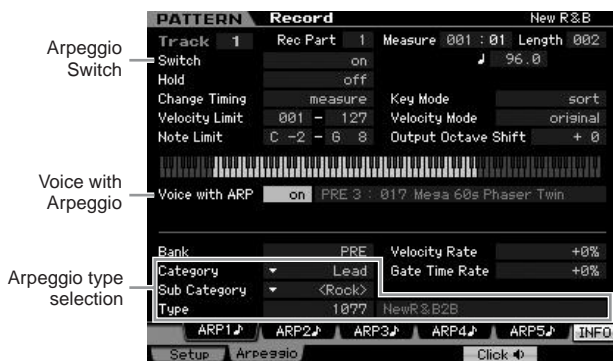 PATTERN Record New R&B
Track 1 Rec Part 1 Measure 001 : 01 Length 002
Arpeggio
Switch
Switch on ♩ 96.0
Hold off
Change Timing measure Key Mode sort
Velocity Limit 001 - 127 Velocity Mode original
Note Limit C -2 - G 8 Output Octave Shift + 0
Voice with
Arpeggio
Voice with ARP on PRE 3 : 017 Mega 60s Phaser Twin
Bank PRE Velocity Rate +0%
Arpeggio type
selection
Category Lead Gate Time Rate +0%
Sub Category <Rock>
Type 1077 NewR&B2B
ARP1♪ ARP2♪ ARP3♪ ARP4♪ ARP5♪ INFO
Setup Arpeggio Click